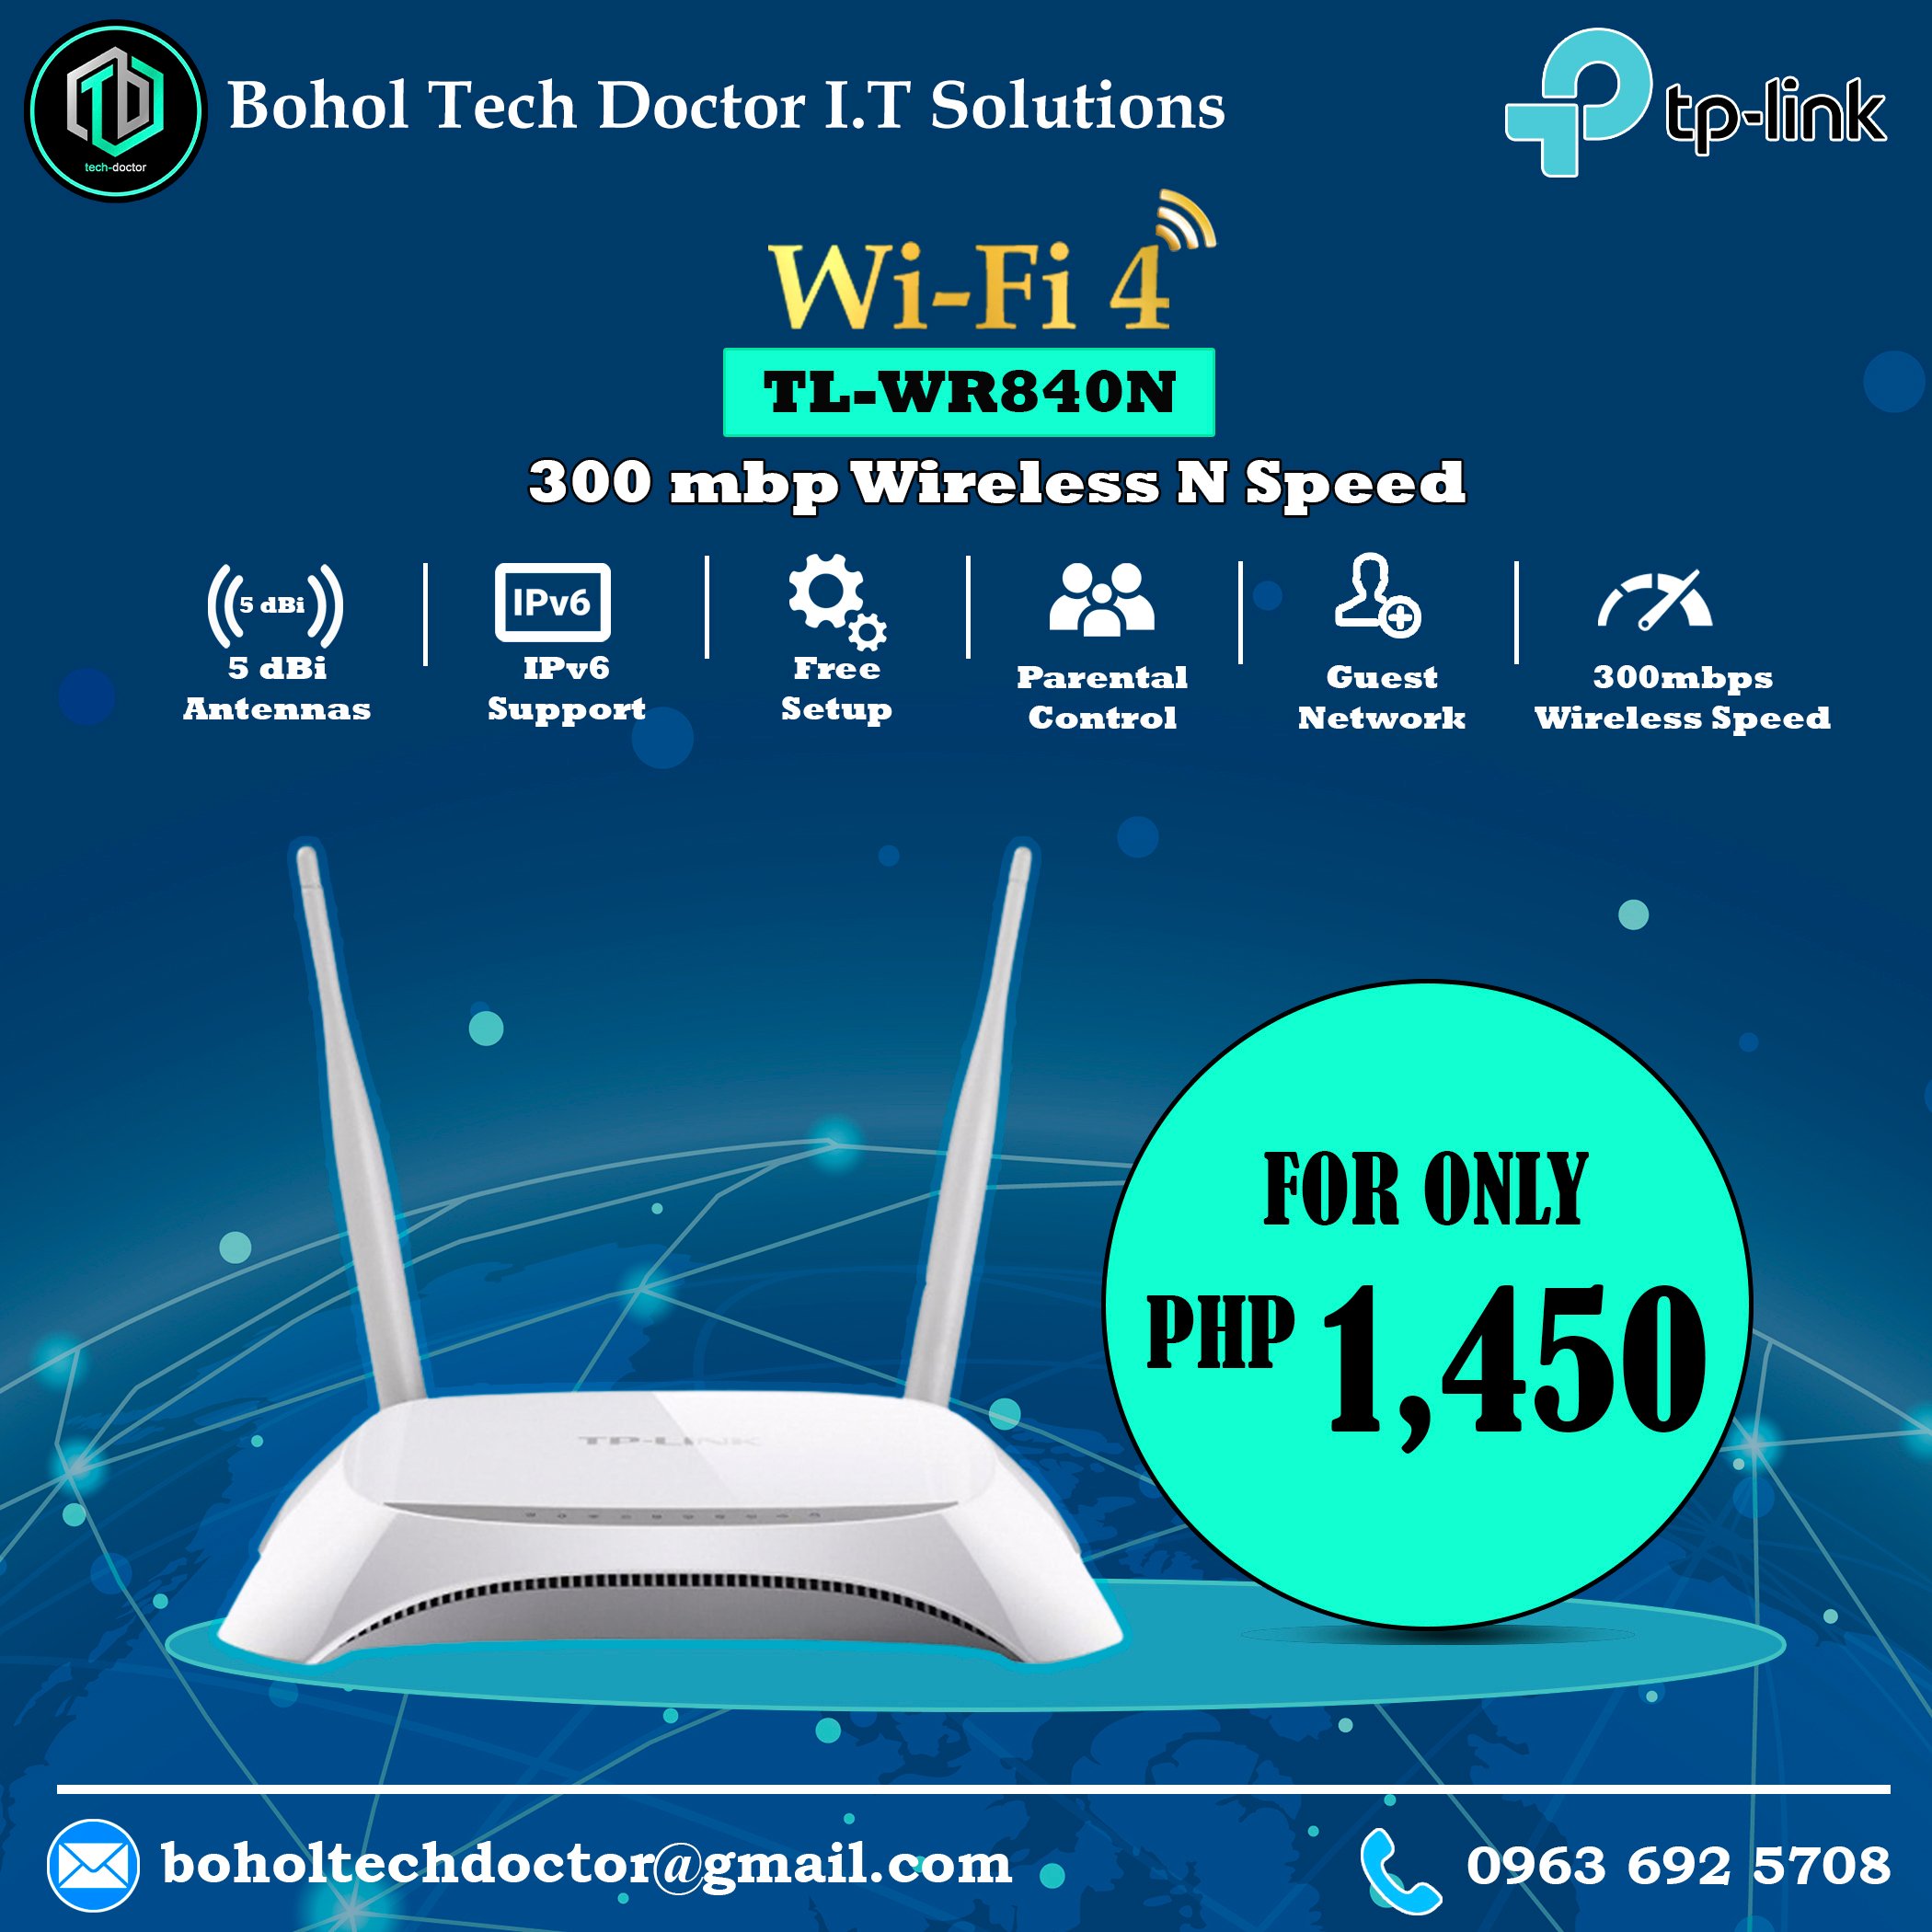 tech-doctor
Bohol Tech Doctor I.T Solutions
tp-link
Wi-Fi 4
TL-WR840N
300 mbp Wireless N Speed
5 dBi
5 dBi
Antennas
IPv6
IPv6
Support
Free
Setup
Parental
Control
Guest
Network
300mbps
Wireless Speed
FOR ONLY
PHP 1,450
TP-LINK
boholtechdoctor@gmail.com
0963 692 5708